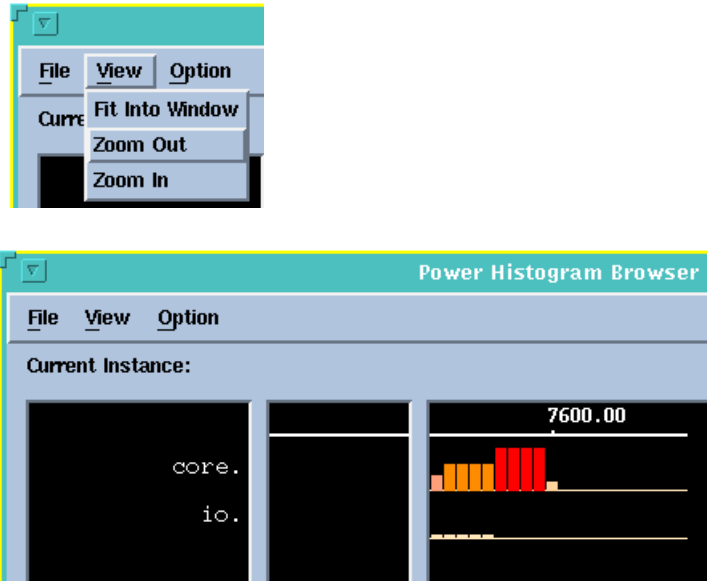 File View Option
Curre
Fit Into Window
Zoom Out
Zoom In
Power Histogram Browser
File View Option
Current Instance:
7600.00
core.
io.